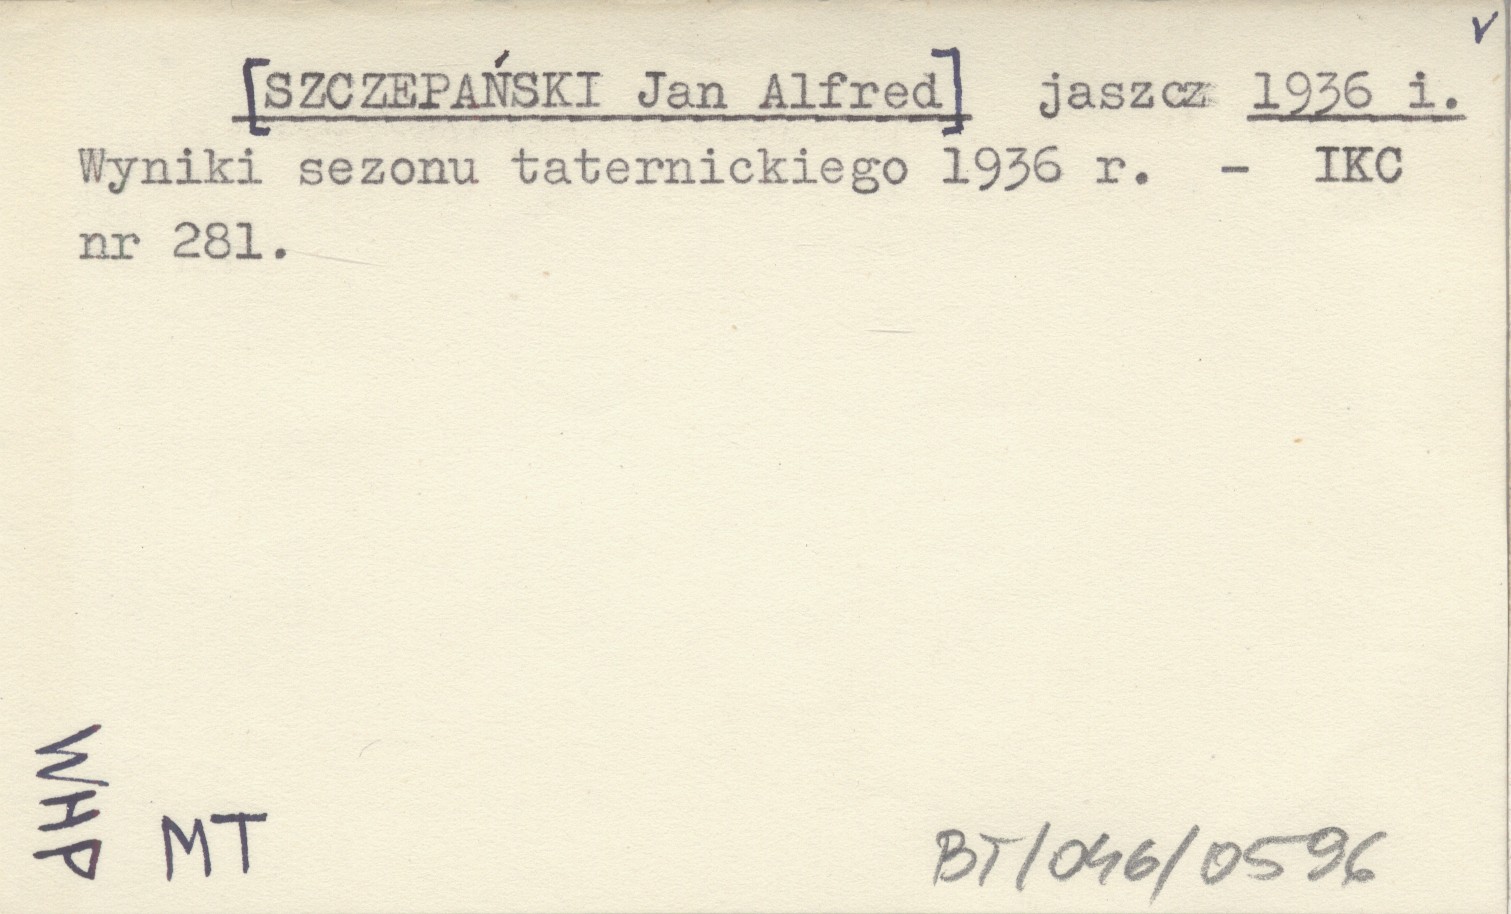 [SZCZEPAŃSKI Jan Alfred] jaszcz 1936 i.
Wyniki sezonu taternickiego 1936 r. - IKC
nr 281.
WHP
MT
BT/046/0596